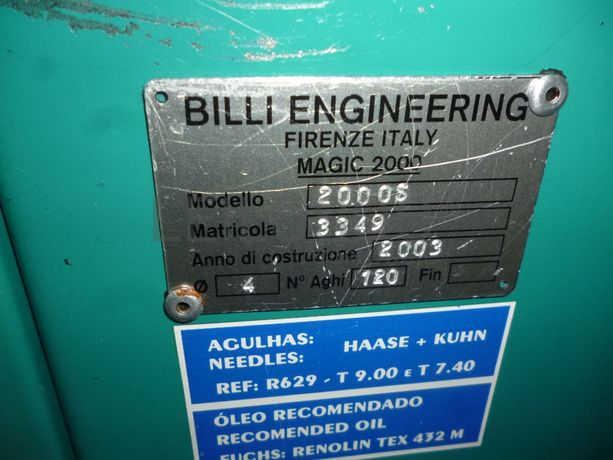 BILLI ENGINEERING
FIRENZE ITALY
MAGIC 2000
Modello 2000S
Matricola 3349
Anno di costruzione 2003
Ø 4 N° Aghi 120 Fin
AGULHAS: HAASE + KUHN
NEEDLES:
REF: R629 - T 9.00 E T 7.40
ÓLEO RECOMENDADO
RECOMENDED OIL
FUCHS: RENOLIN TEX 432 M